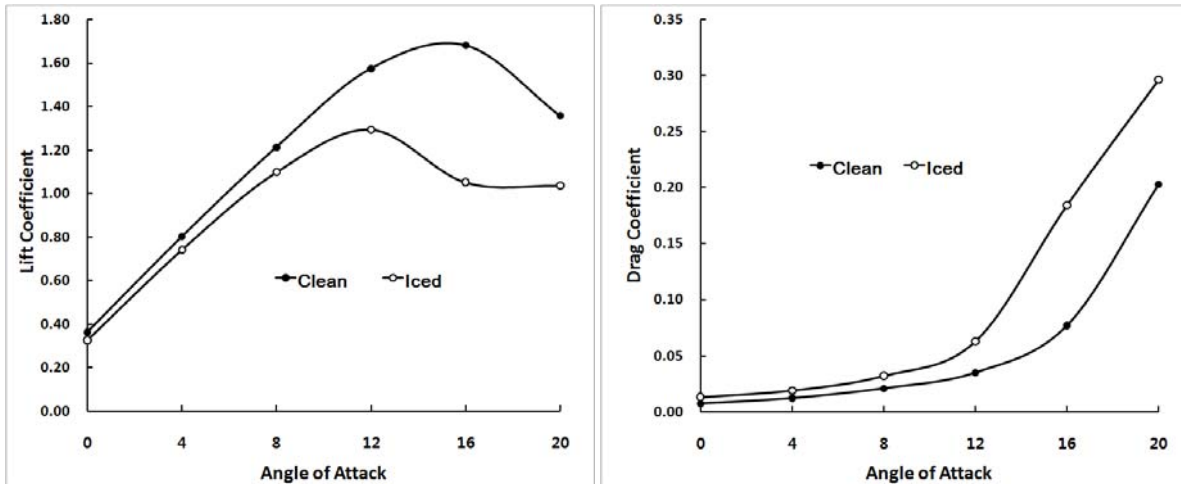 1.80
1.60
1.40
1.20
1.00
0.80
0.60
0.40
0.20
0.00
Lift Coefficient
Clean Iced
0 4 8 12 16 20
Angle of Attack
0.35
0.30
0.25
0.20
0.15
0.10
0.05
0.00
Drag Coefficient
Clean Iced
0 4 8 12 16 20
Angle of Attack